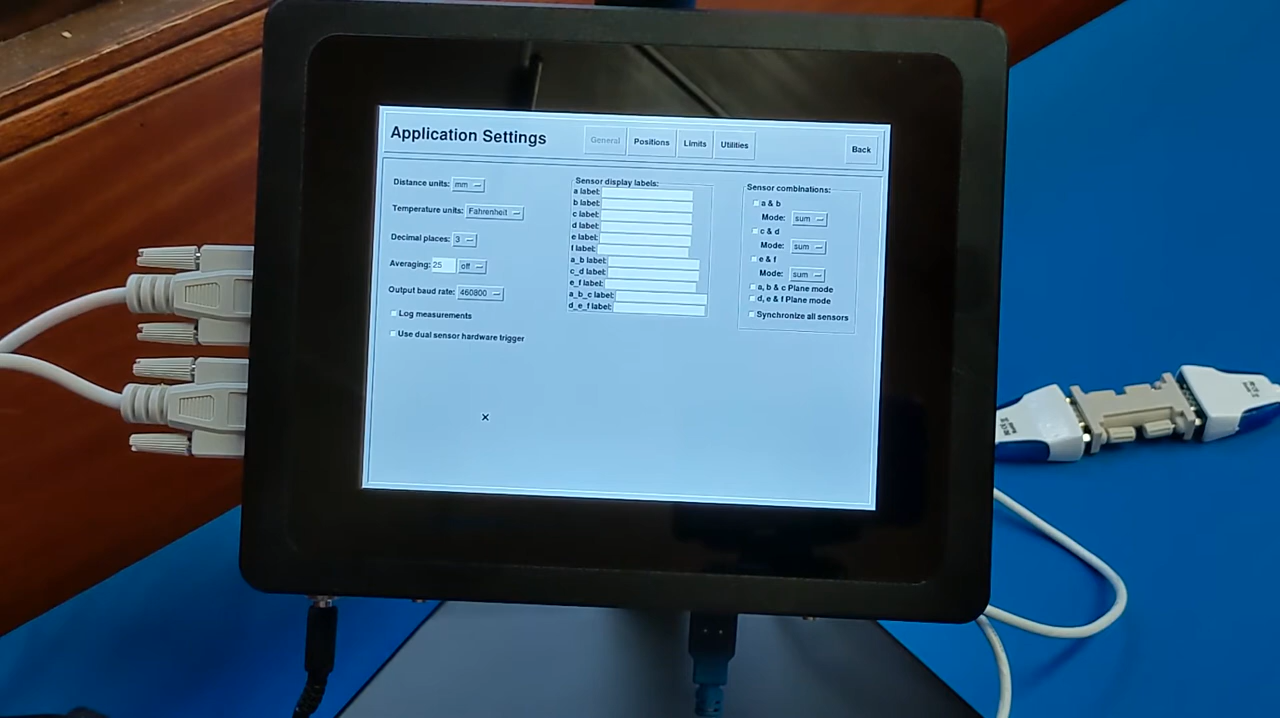 Application Settings
General
Positions
Limits
Utilities
Back
Distance units: mm
Temperature units: Fahrenheit
Decimal places: 3
Averaging: 25 off
Output baud rate: 460800
Log measurements
Use dual sensor hardware trigger
Sensor display labels:
a label:
b label:
c label:
d label:
e label:
f label:
a_b label:
c_d label:
e_f label:
a_b_c label:
d_e_f label:
Sensor combinations:
a & b
Mode: sum
c & d
Mode: sum
e & f
Mode: sum
a, b & c Plane mode
d, e & f Plane mode
Synchronize all sensors